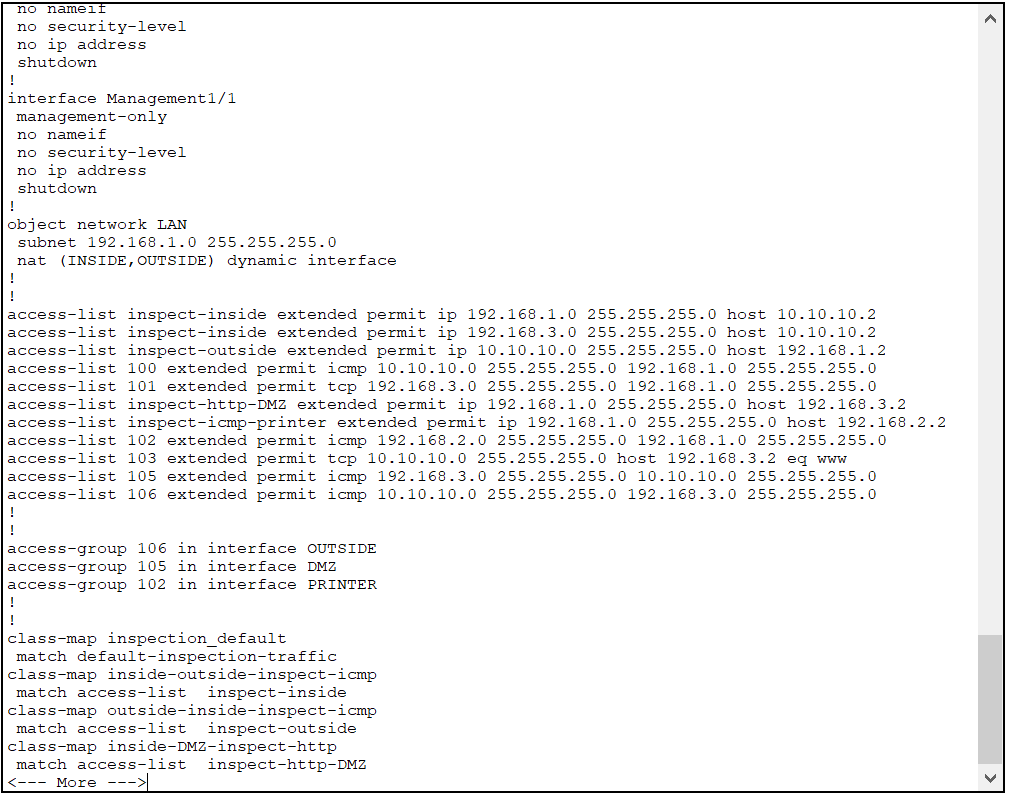 no nameif
 no security-level
 no ip address
 shutdown
!
interface Management1/1
 management-only
 no nameif
 no security-level
 no ip address
 shutdown
!
object network LAN
 subnet 192.168.1.0 255.255.255.0
 nat (INSIDE,OUTSIDE) dynamic interface
!
!
access-list inspect-inside extended permit ip 192.168.1.0 255.255.255.0 host 10.10.10.2
access-list inspect-inside extended permit ip 192.168.3.0 255.255.255.0 host 10.10.10.2
access-list inspect-outside extended permit ip 10.10.10.0 255.255.255.0 host 192.168.1.2
access-list 100 extended permit icmp 10.10.10.0 255.255.255.0 192.168.1.0 255.255.255.0
access-list 101 extended permit tcp 192.168.3.0 255.255.255.0 192.168.1.0 255.255.255.0
access-list inspect-http-DMZ extended permit ip 192.168.1.0 255.255.255.0 host 192.168.3.2
access-list inspect-icmp-printer extended permit ip 192.168.1.0 255.255.255.0 host 192.168.2.2
access-list 102 extended permit icmp 192.168.2.0 255.255.255.0 192.168.1.0 255.255.255.0
access-list 103 extended permit tcp 10.10.10.0 255.255.255.0 host 192.168.3.2 eq www
access-list 105 extended permit icmp 192.168.3.0 255.255.255.0 10.10.10.0 255.255.255.0
access-list 106 extended permit icmp 10.10.10.0 255.255.255.0 192.168.3.0 255.255.255.0
!
!
access-group 106 in interface OUTSIDE
access-group 105 in interface DMZ
access-group 102 in interface PRINTER
!
!
class-map inspection_default
 match default-inspection-traffic
class-map inside-outside-inspect-icmp
 match access-list  inspect-inside
class-map outside-inside-inspect-icmp
 match access-list  inspect-outside
class-map inside-DMZ-inspect-http
 match access-list  inspect-http-DMZ
<--- More --->